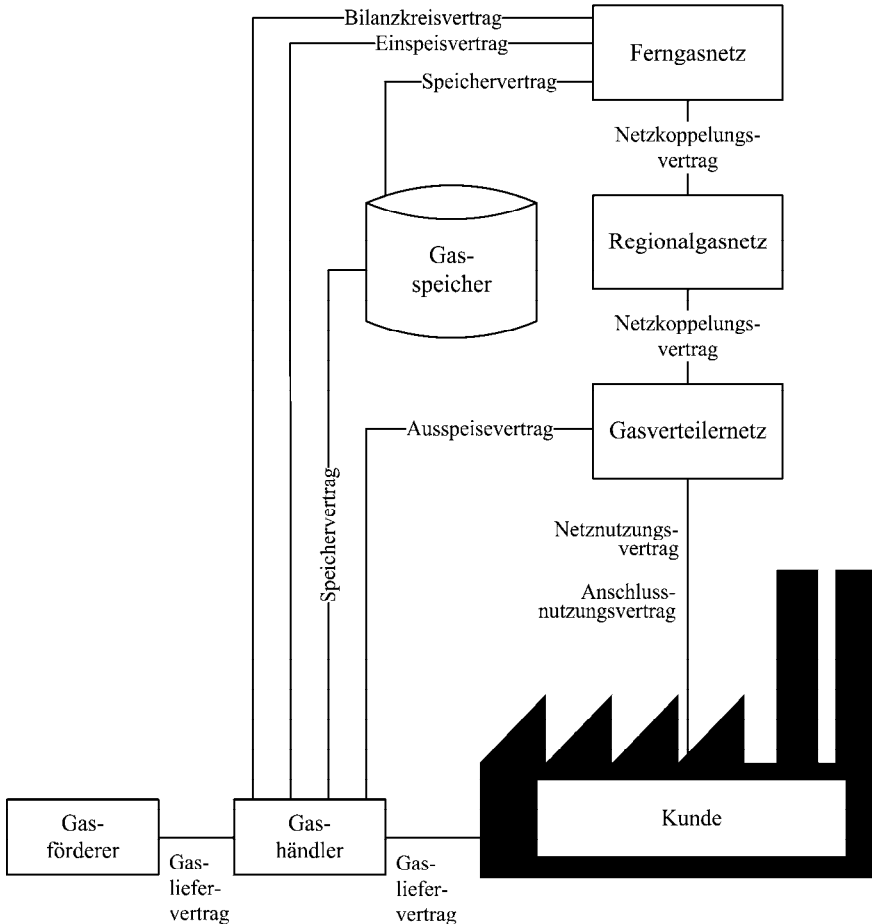 Bilanzkreisvertrag
Einspeisvertrag
Ferngasnetz
Speichervertrag
Netzkoppelungs-
vertrag
Gas-
speicher
Regionalgasnetz
Netzkoppelungs-
vertrag
Ausspeisevertrag
Gasverteilernetz
Speichervertrag
Netznutzungs-
vertrag
Anschluss-
nutzungsvertrag
Gas-
förderer
Gas-
liefer-
vertrag
Gas-
händler
Gas-
liefer-
vertrag
Kunde